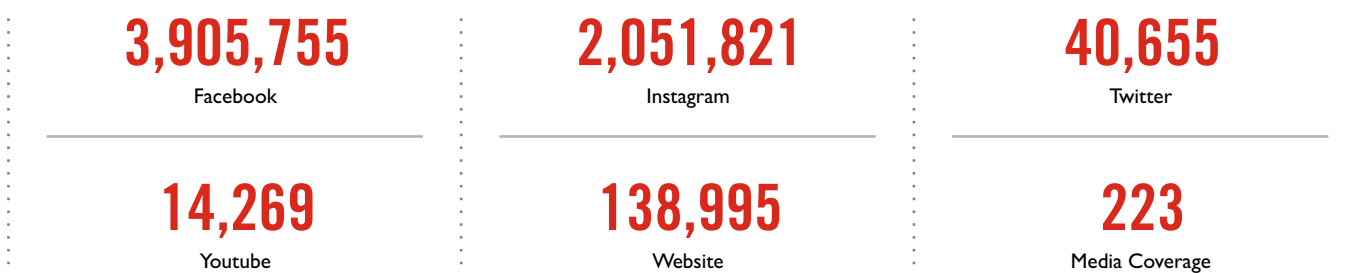 3,905,755
Facebook
2,051,821
Instagram
40,655
Twitter
14,269
Youtube
138,995
Website
223
Media Coverage